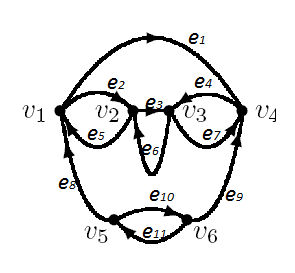 e1
e2 e3 e4
v1 v2 v3 v4
e5 e6 e7
e8 e10 e9
v5 e11 v6